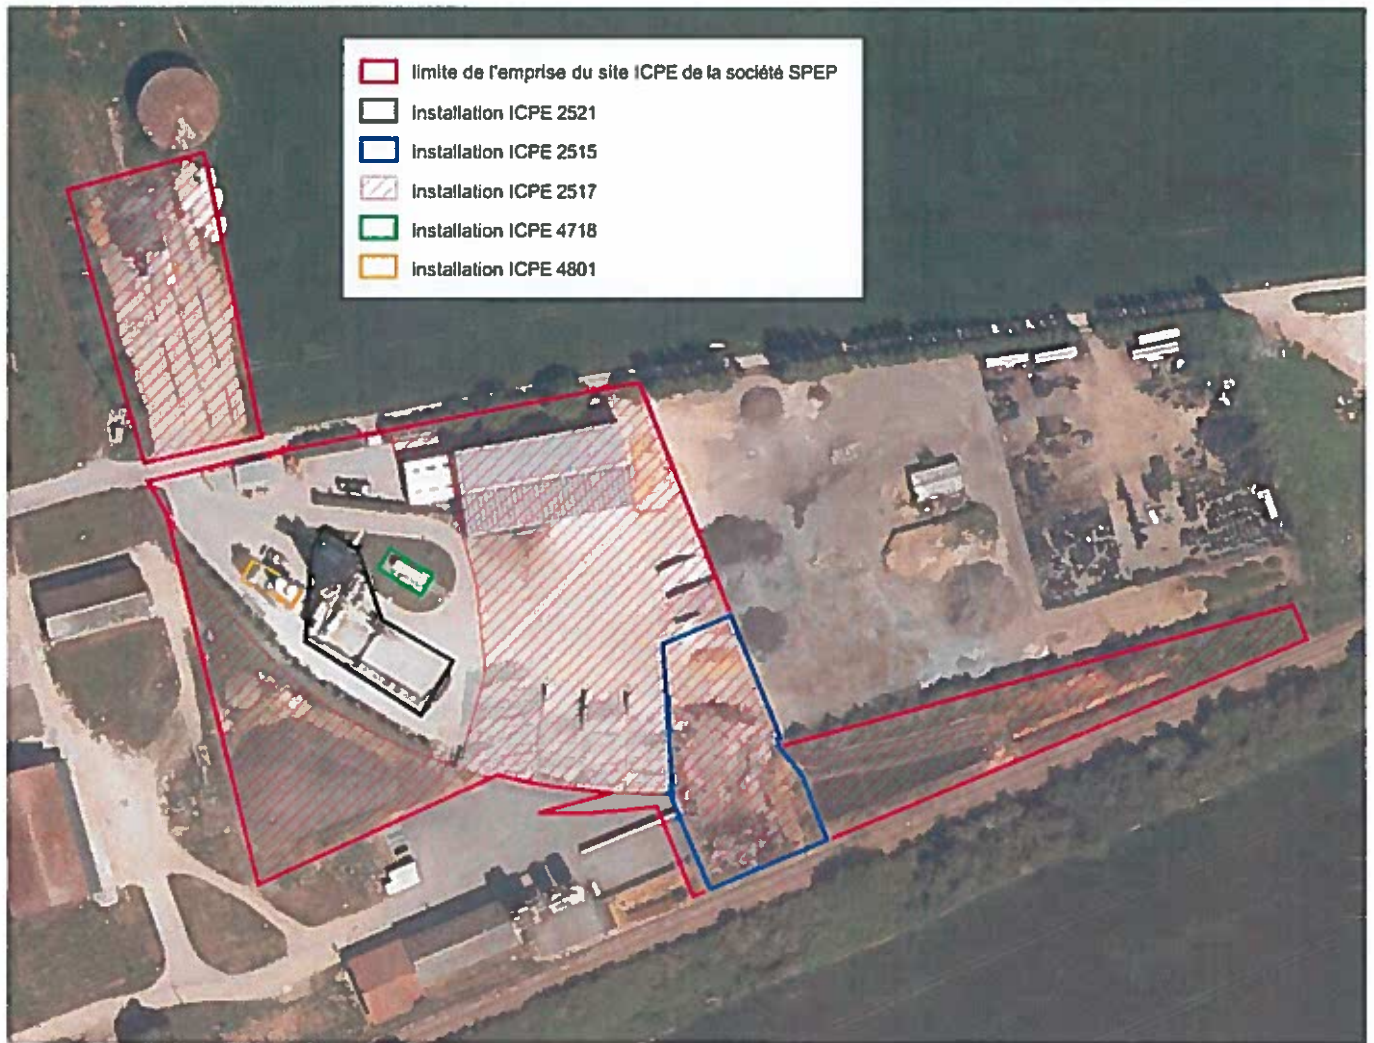 limite de l'emprise du site ICPE de la société SPEP
installation ICPE 2521
installation ICPE 2515
installation ICPE 2517
installation ICPE 4718
installation ICPE 4801